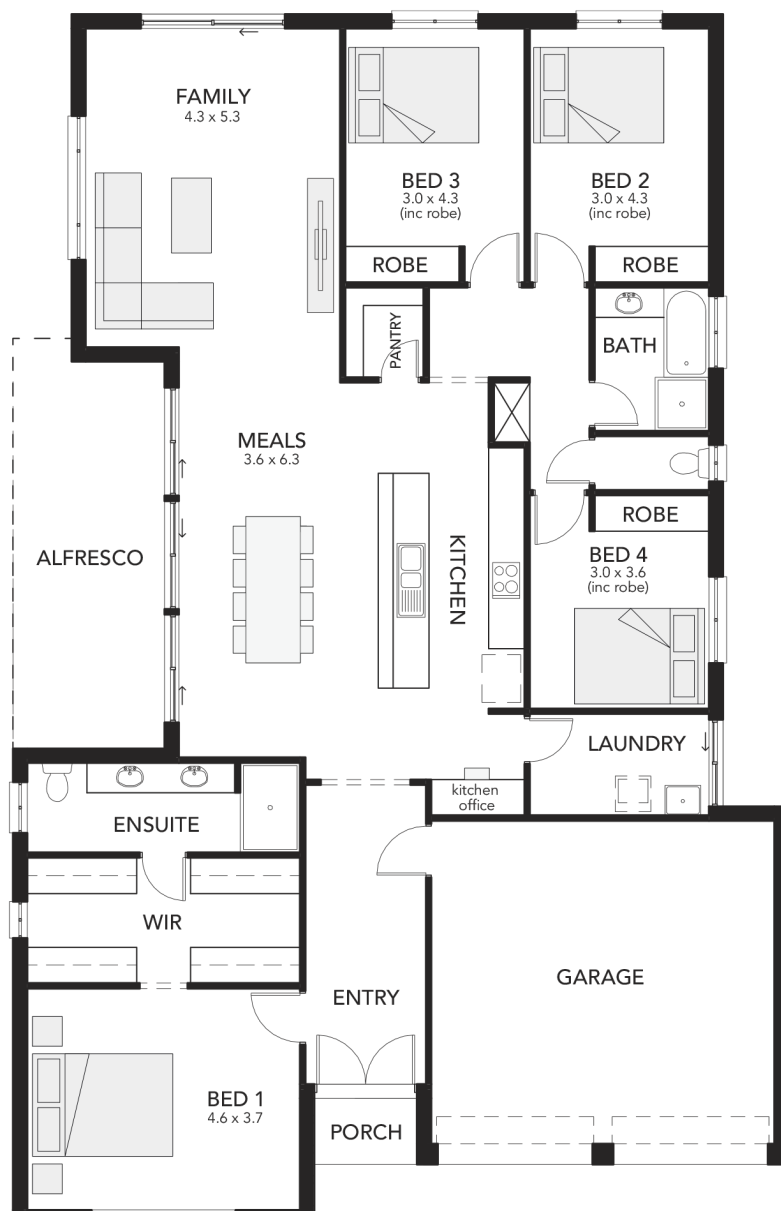 FAMILY
4.3 x 5.3
BED 3
3.0 x 4.3
(inc robe)
BED 2
3.0 x 4.3
(inc robe)
ROBE
ROBE
PANTRY
BATH
MEALS
3.6 x 6.3
ROBE
ALFRESCO
KITCHEN
BED 4
3.0 x 3.6
(inc robe)
LAUNDRY
kitchen
office
ENSUITE
WIR
ENTRY
GARAGE
BED 1
4.6 x 3.7
PORCH